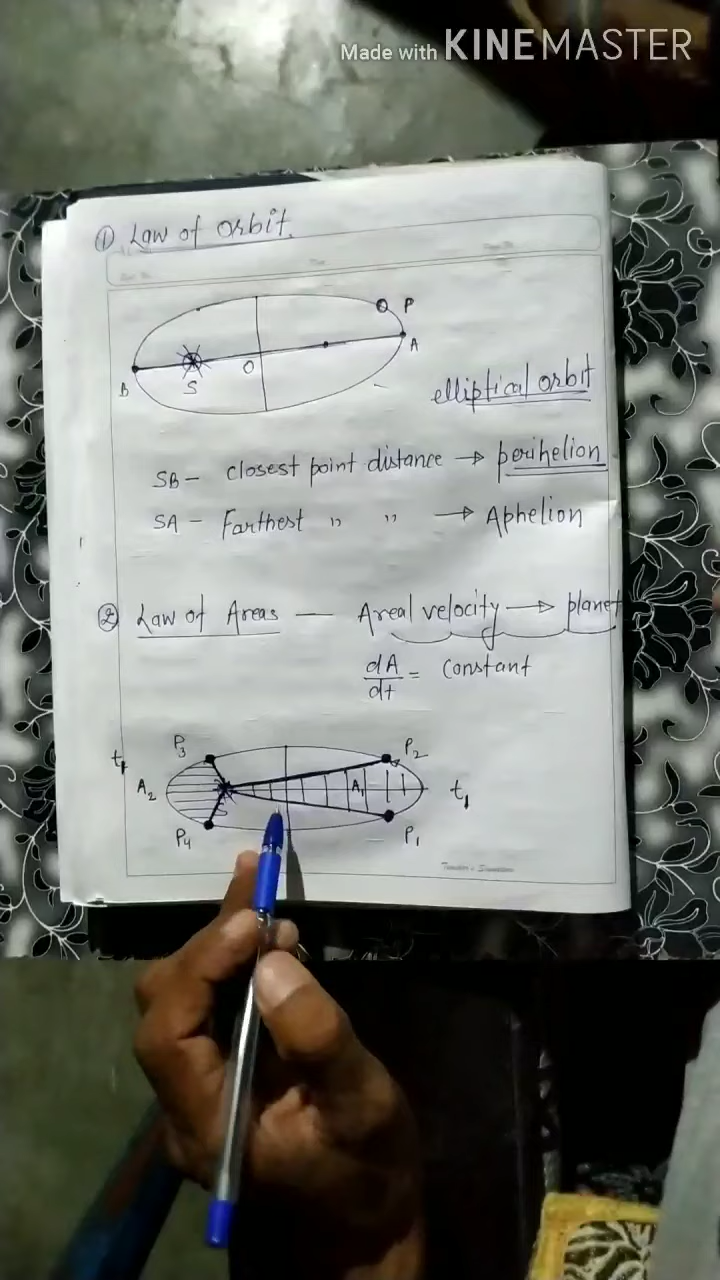 Made with KINEMASTER
① Law of orbit.
P
A
B
S
O
elliptical orbit
SB - closest point distance → perihelion
SA - Farthest " " → Aphelion
② Law of Areas — Areal velocity → planet
dA/dt = constant
P3
P2
t1
A2
A1
t1
S
P4
P1